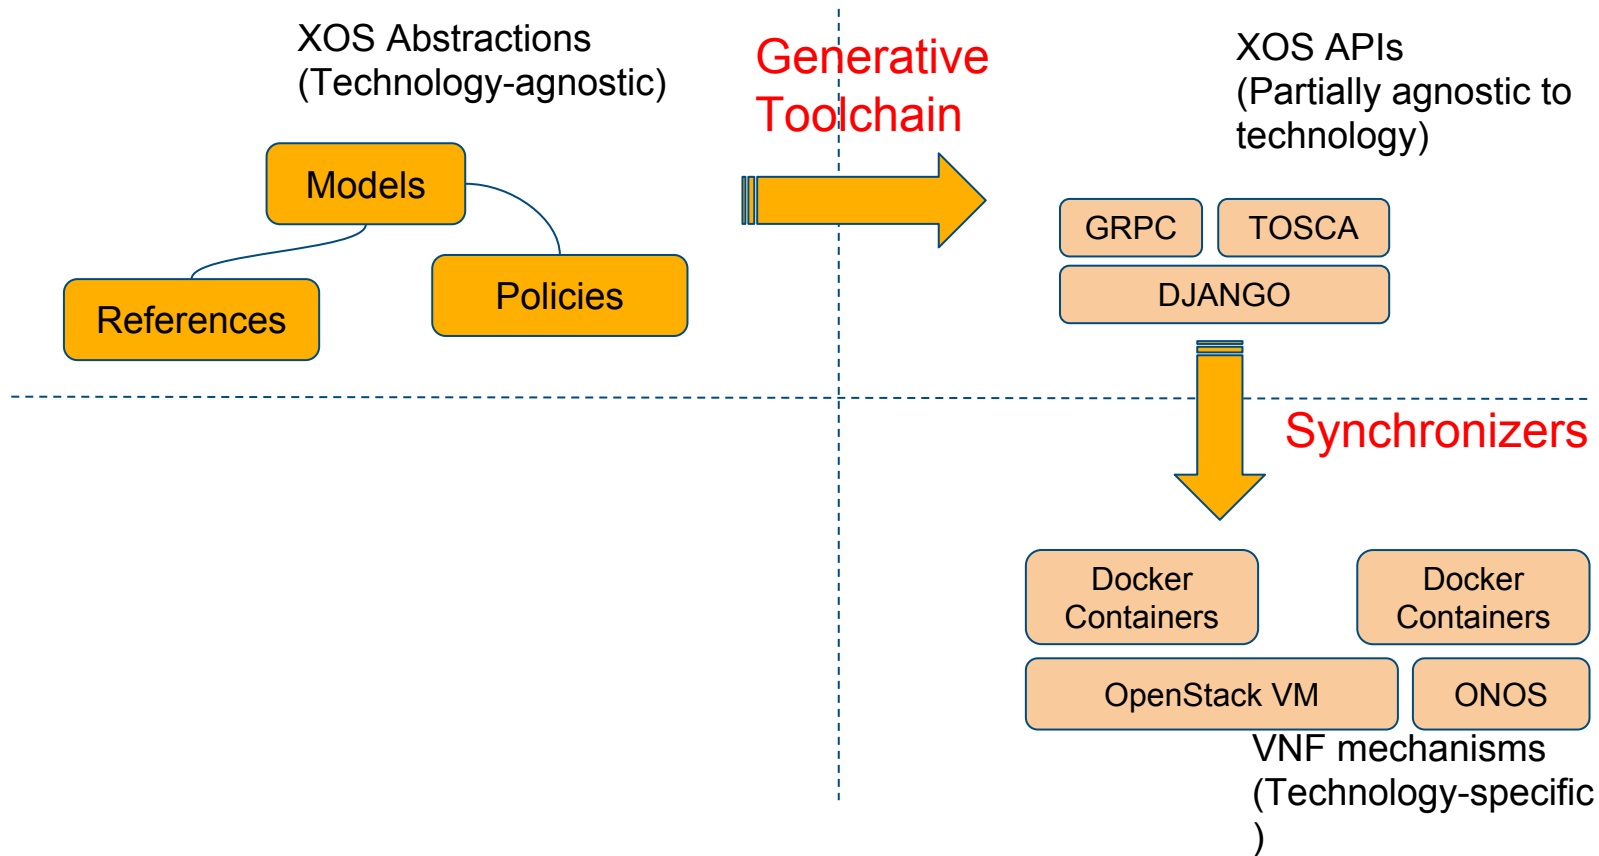 XOS Abstractions
(Technology-agnostic)
Generative
Toolchain
XOS APIs
(Partially agnostic to
technology)
Models
References
Policies
GRPC
TOSCA
DJANGO
Synchronizers
Docker
Containers
Docker
Containers
OpenStack VM
ONOS
VNF mechanisms
(Technology-specific
)